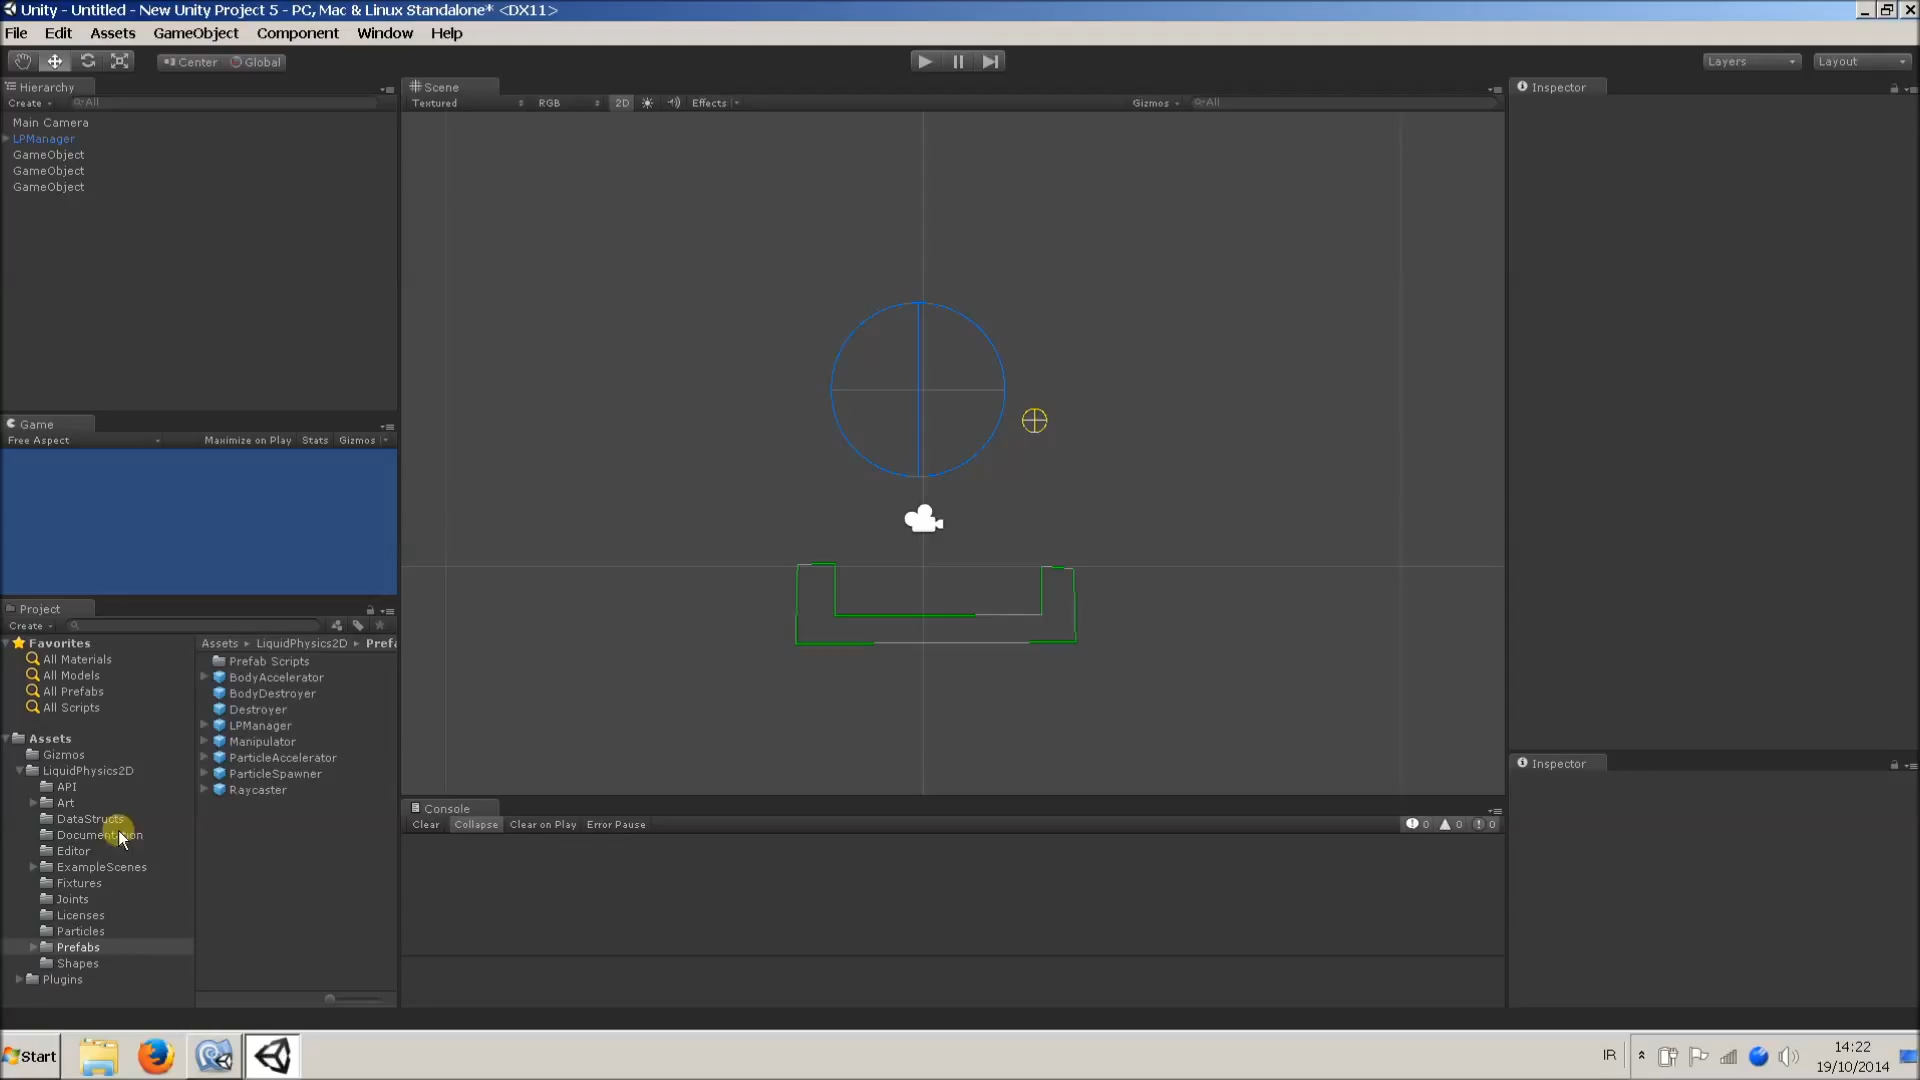 Unity - Untitled - New Unity Project 5 - PC, Mac & Linux Standalone* <DX11>
File Edit Assets GameObject Component Window Help
Center Global Layers Layout
Hierarchy
Create All
Main Camera
LPManager
GameObject
GameObject
GameObject
Scene
Textured RGB 2D Effects Gizmos All
Inspector
Game
Free Aspect Maximize on Play Stats Gizmos
Project
Create
Favorites
All Materials
All Models
All Prefabs
All Scripts
Assets
Gizmos
LiquidPhysics2D
API
Art
DataStructs
Documentation
Editor
ExampleScenes
Fixtures
Joints
Licenses
Particles
Prefabs
Shapes
Plugins
Assets LiquidPhysics2D Prefa
Prefab Scripts
BodyAccelerator
BodyDestroyer
Destroyer
LPManager
Manipulator
ParticleAccelerator
ParticleSpawner
Raycaster
Console
Clear Collapse Clear on Play Error Pause 0 0 0
Inspector
Start IR 14:22
19/10/2014